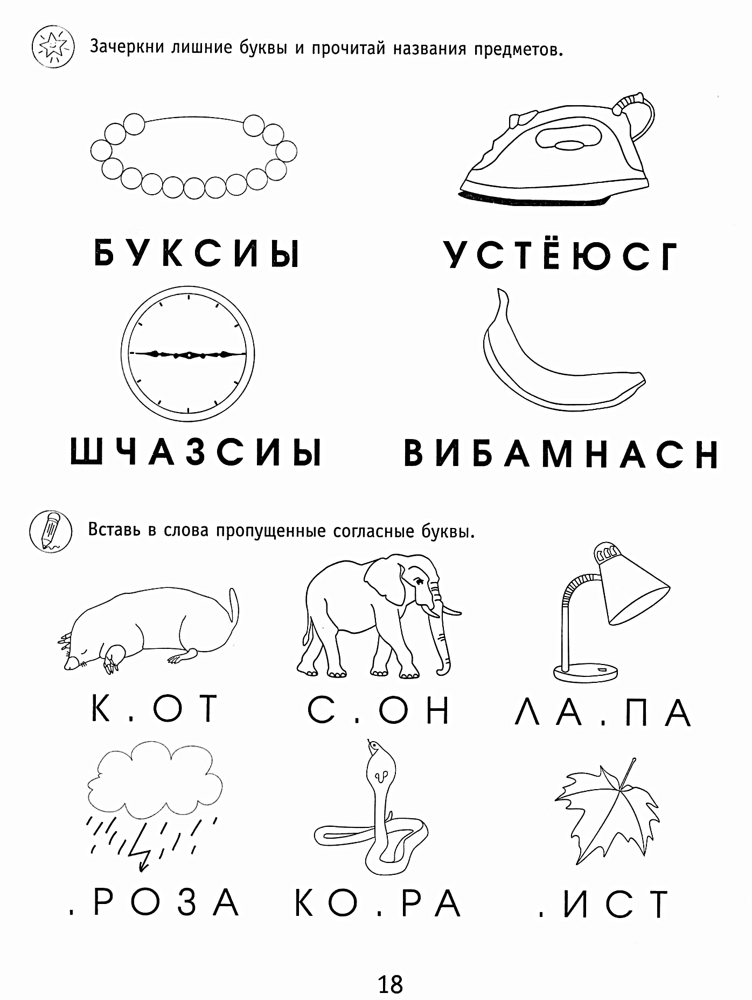 Зачеркни лишние буквы и прочитай названия предметов.
БУКСИЫ
УСТЁЮСГ
ШЧАЗСИЫ
ВИБАМНАСН
Вставь в слова пропущенные согласные буквы.
К.ОТ
С.ОН
ЛА.ПА
.РОЗА
КО.РА
.ИСТ
18